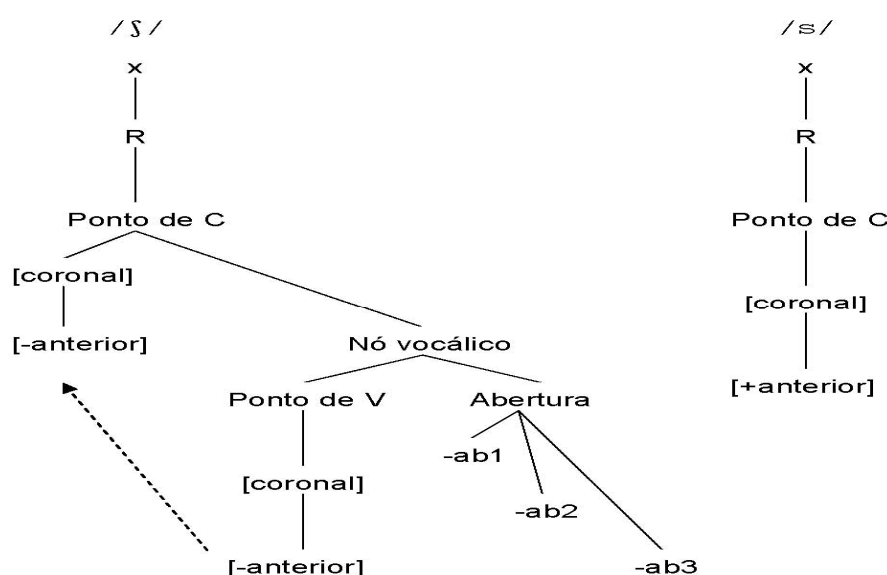 /ʃ/ /s/
x x
R R
Ponto de C Ponto de C
[coronal] [coronal]
[-anterior] Nó vocálico [+anterior]
Ponto de V Abertura
-ab1
[coronal]
-ab2
[-anterior] -ab3